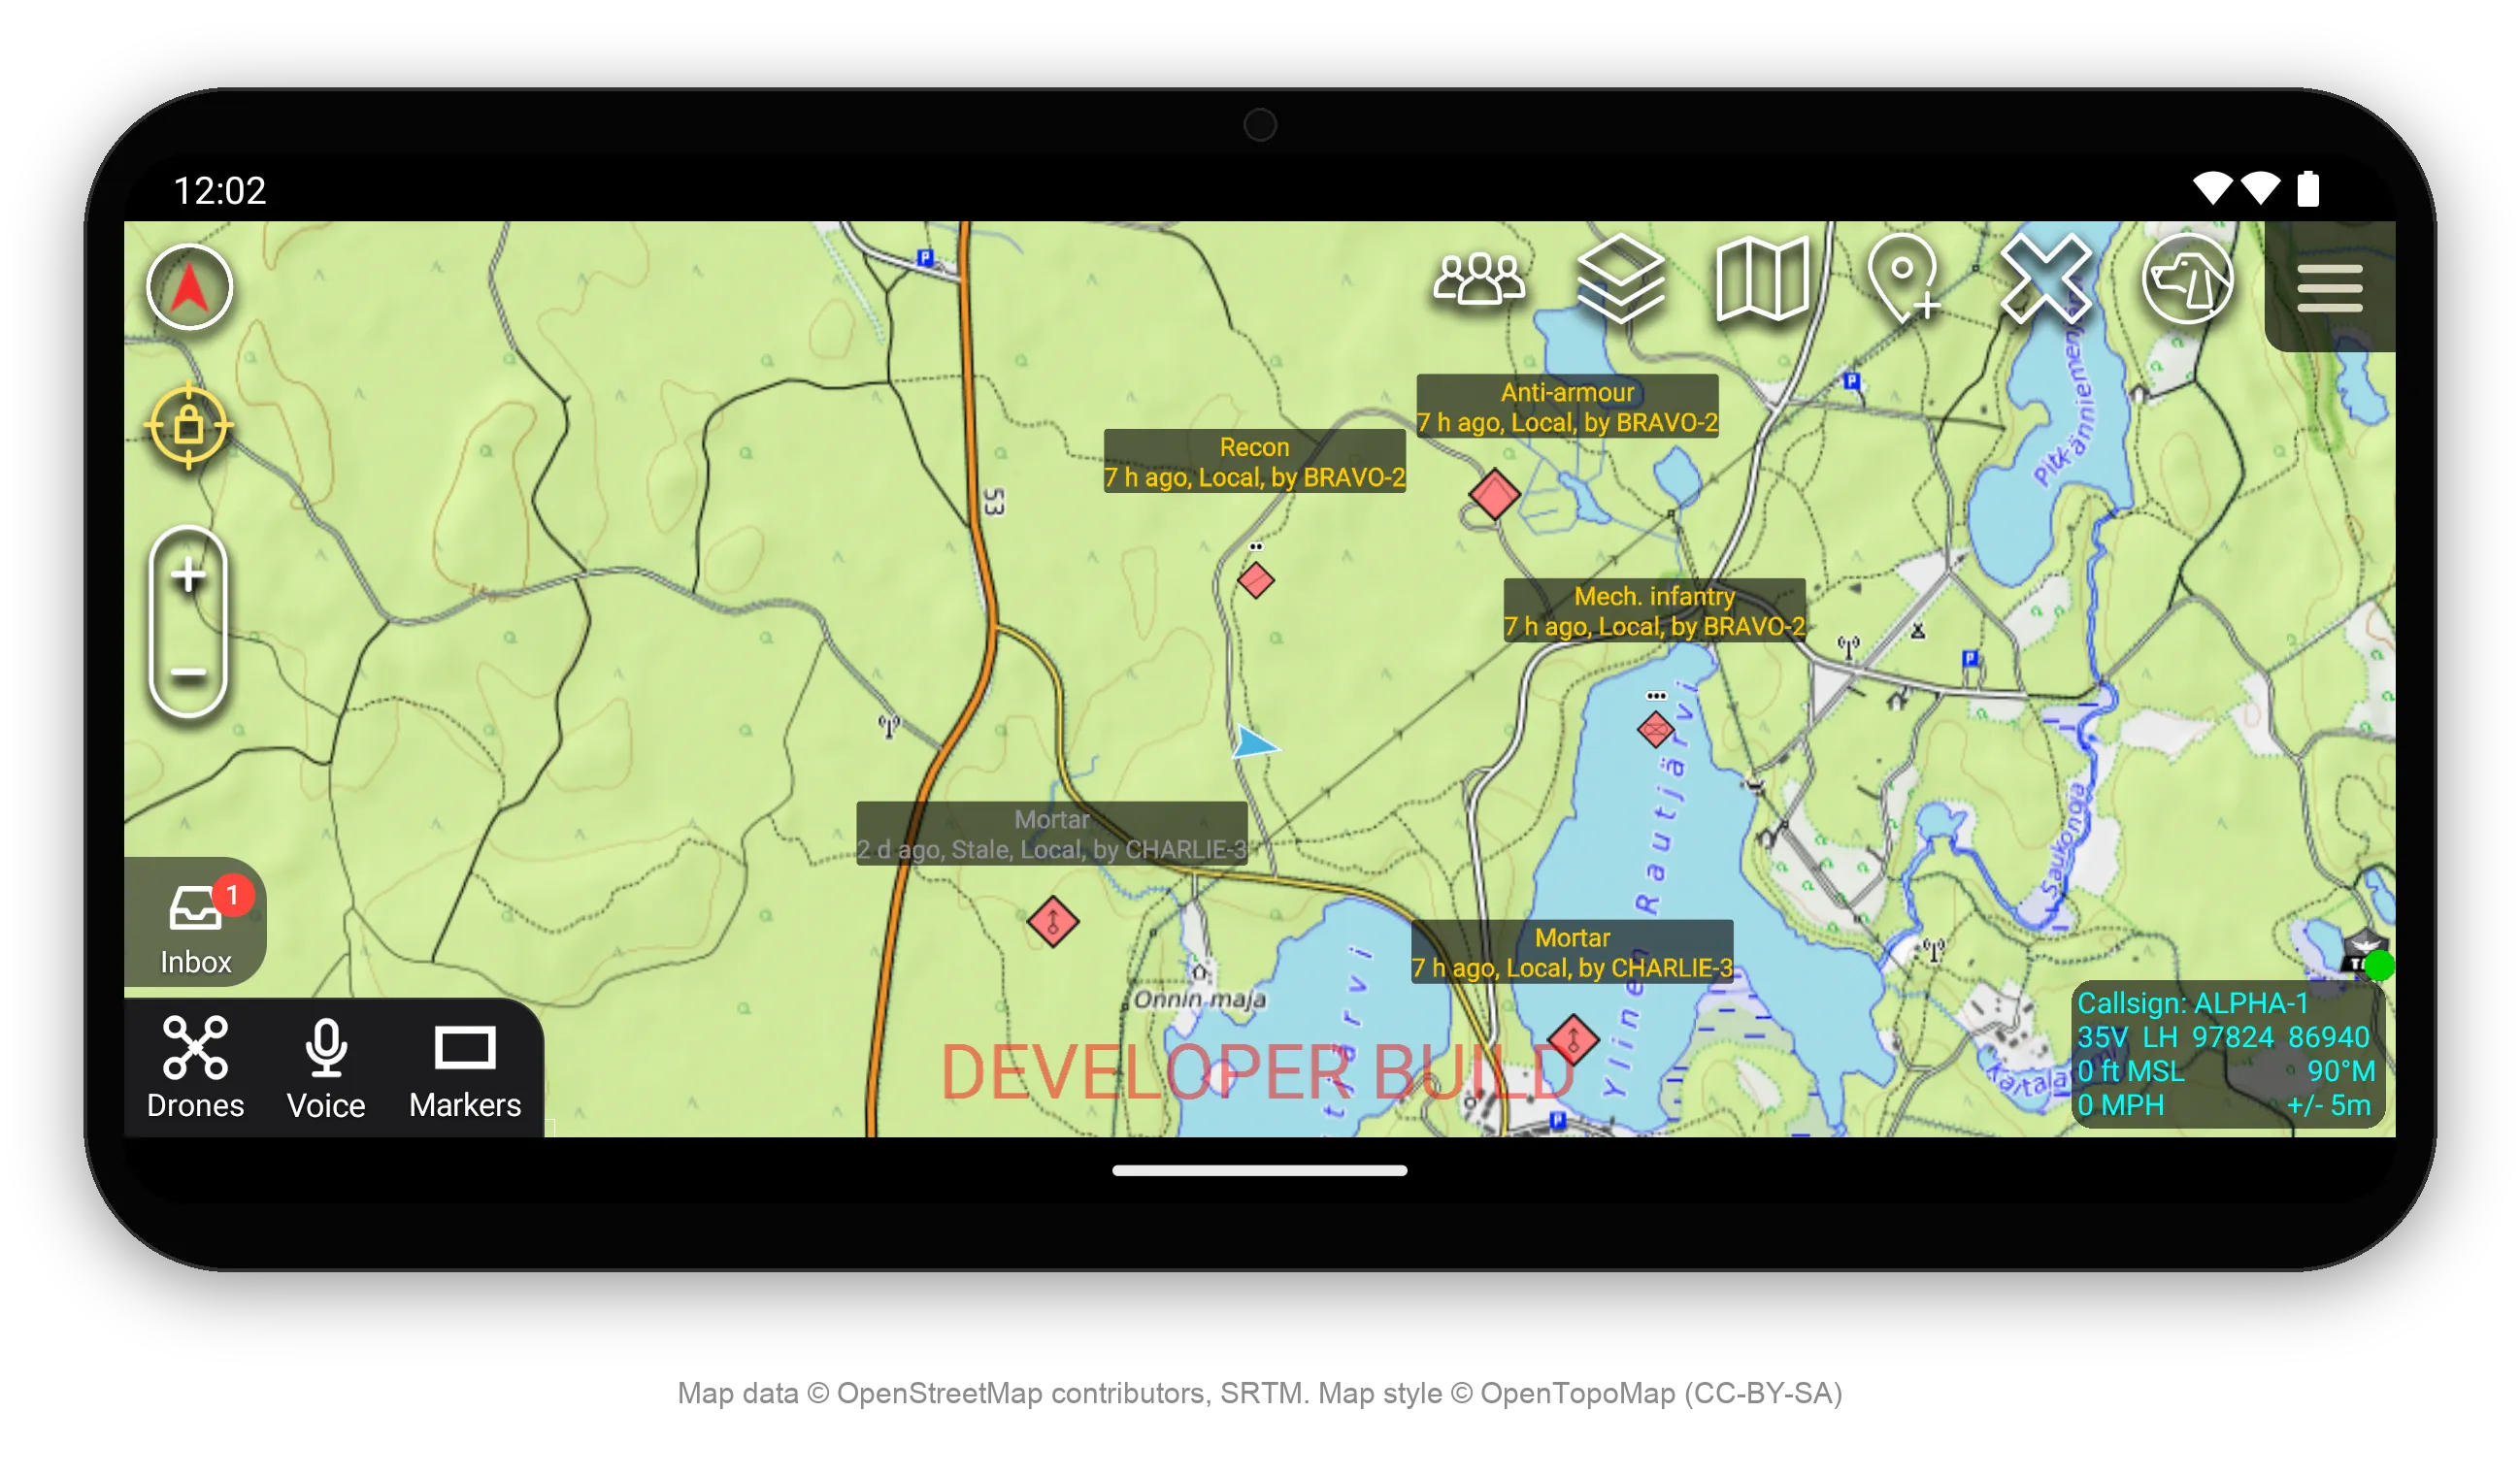 12:02
P
53
P
Pitkänniemenjärvi
Anti-armour
7 h ago, Local, by BRAVO-2
Recon
7 h ago, Local, by BRAVO-2
Mech. infantry
7 h ago, Local, by BRAVO-2
P
Mortar
2 d ago, Stale, Local, by CHARLIE-3
Saukonoja
1
Inbox
Mortar
7 h ago, Local, by CHARLIE-3
Onnin maja
Ylinen Rautjärvi
DEVELOPER BUILD
P
Drones
Voice
Markers
Callsign: ALPHA-1
35V LH 97824 86940
0 ft MSL 90°M
0 MPH +/- 5m
Map data © OpenStreetMap contributors, SRTM. Map style © OpenTopoMap (CC-BY-SA)